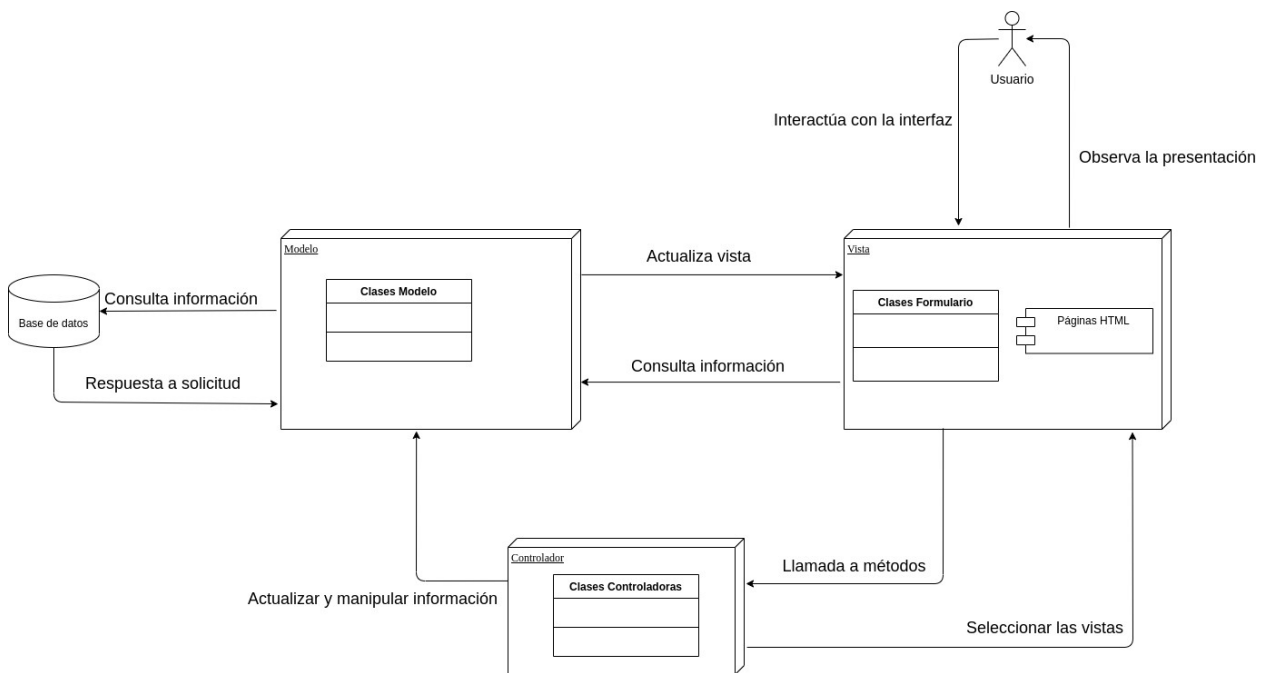 Usuario
Interactúa con la interfaz
Observa la presentación
Modelo
Clases Modelo
Actualiza vista
Vista
Clases Formulario
Páginas HTML
Consulta información
Base de datos
Respuesta a solicitud
Consulta información
Controlador
Clases Controladoras
Llamada a métodos
Actualizar y manipular información
Seleccionar las vistas